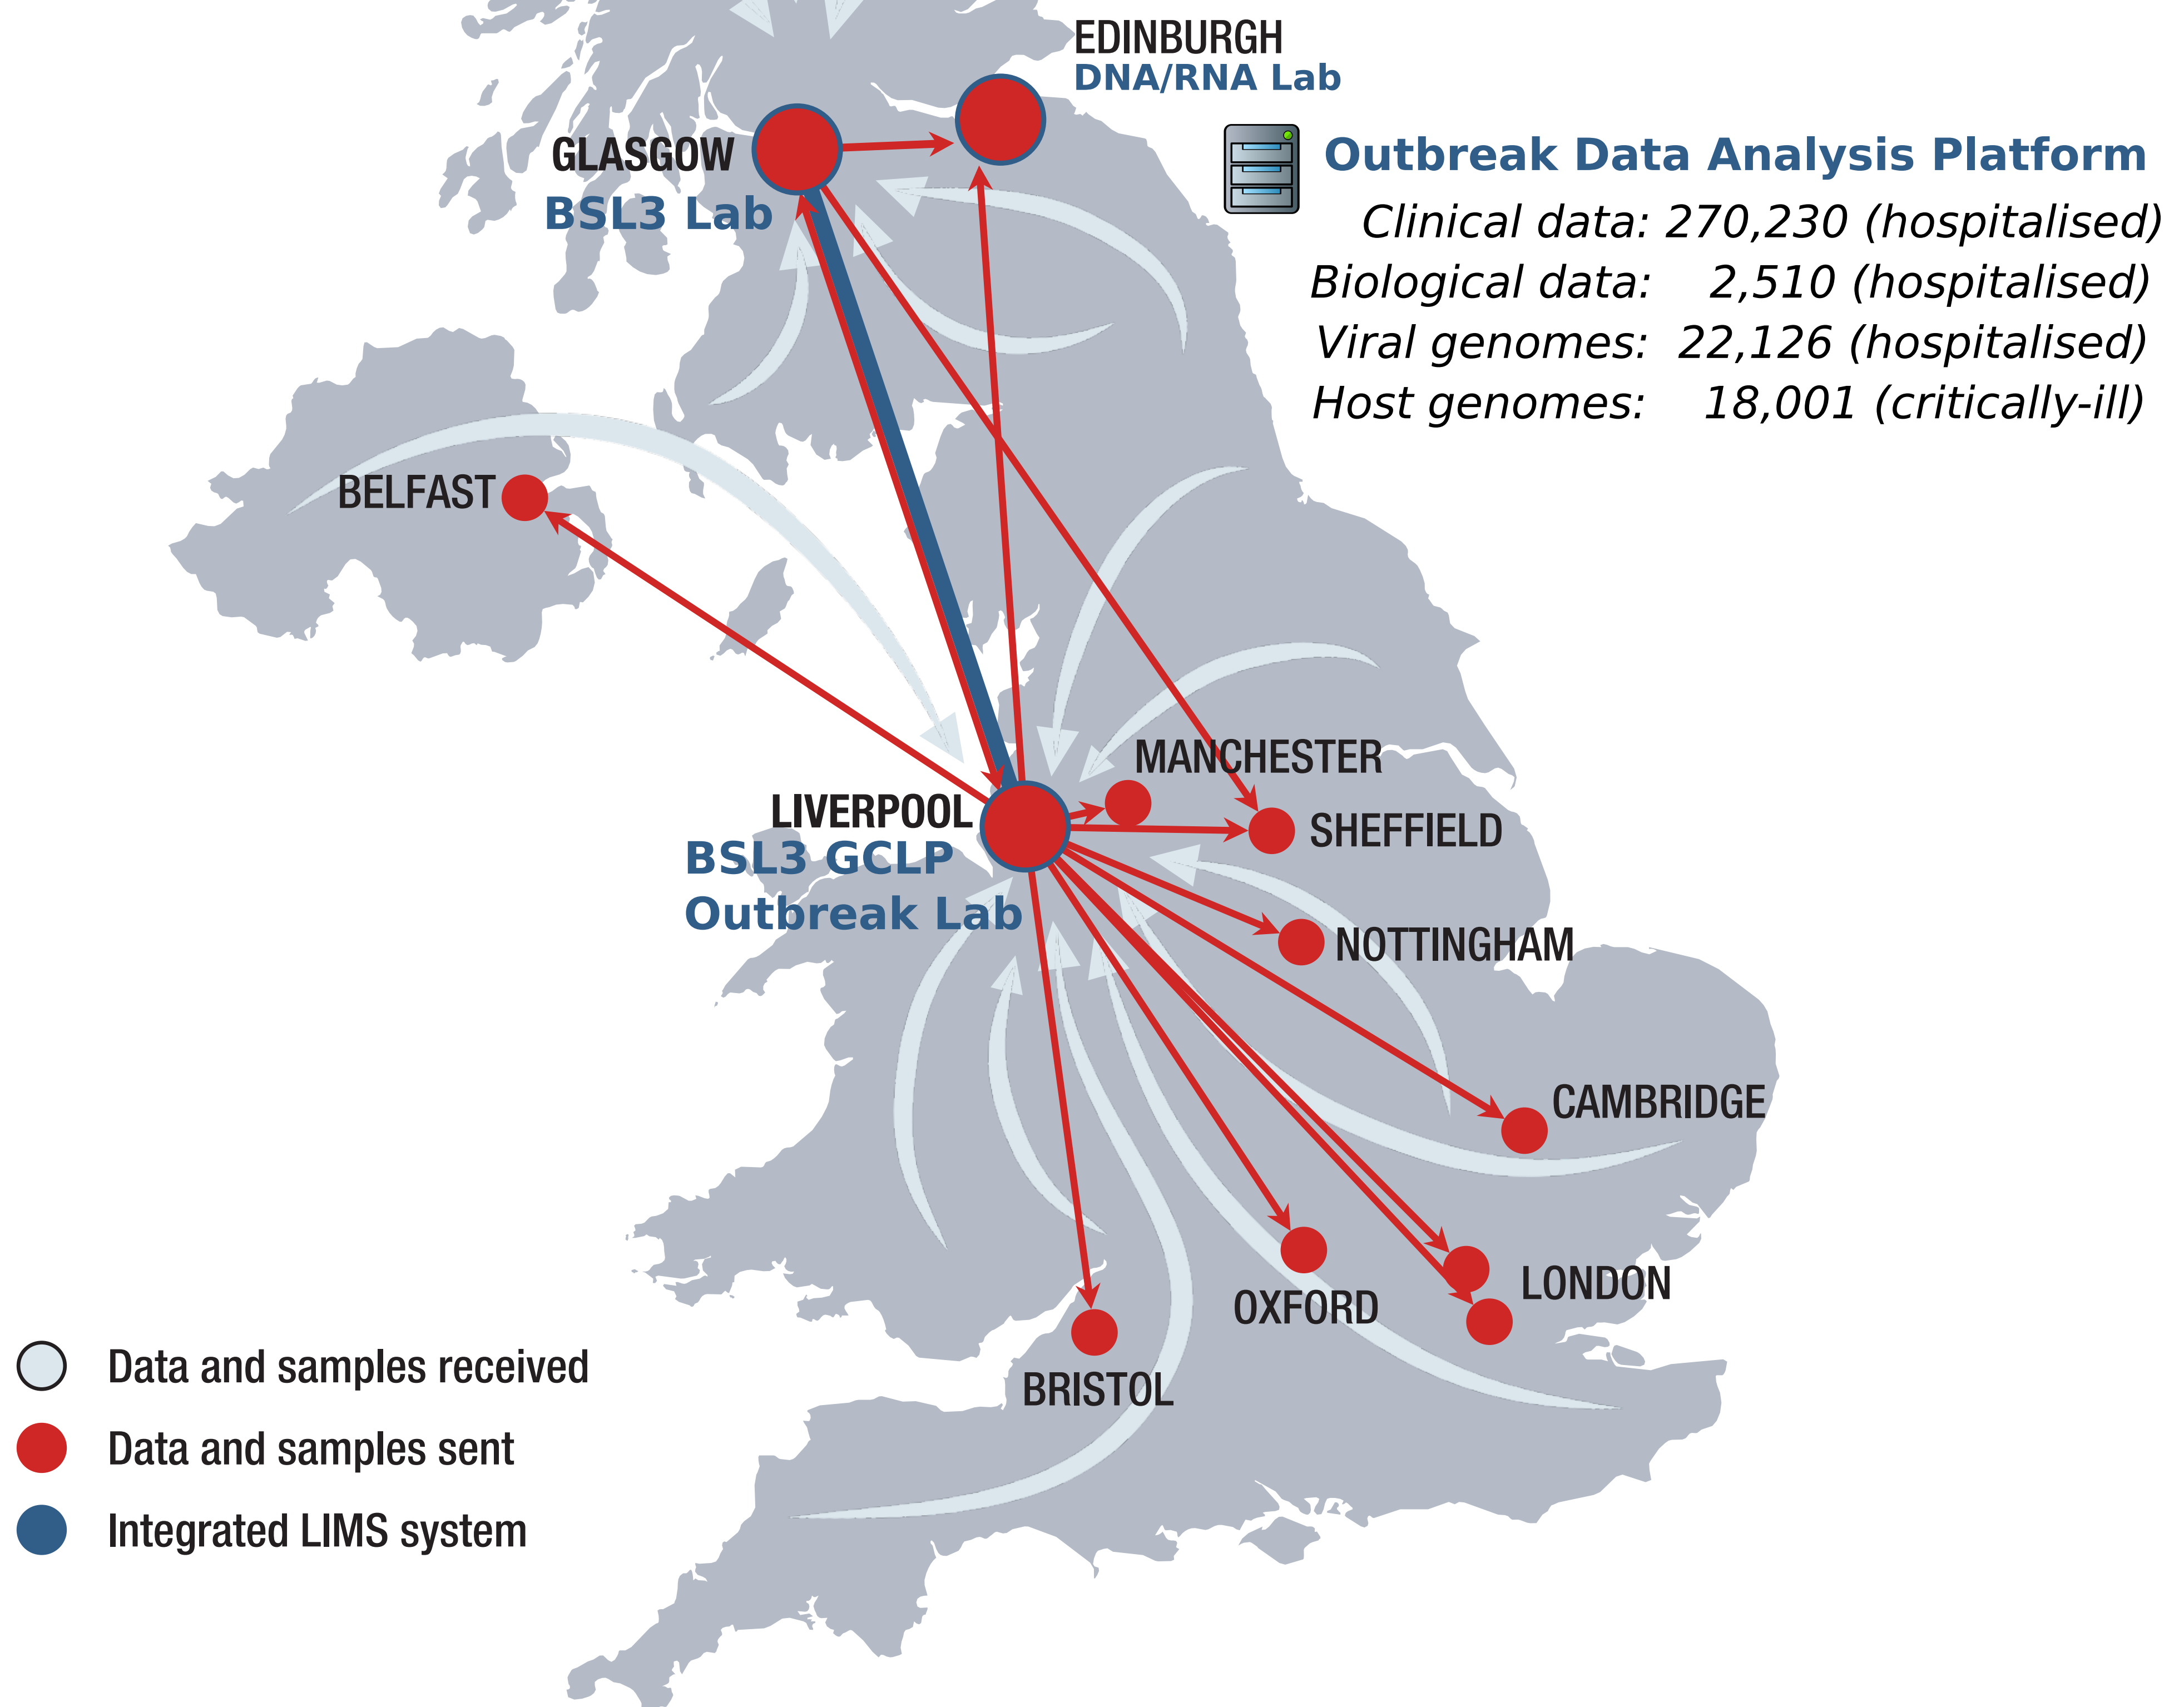 EDINBURGH
DNA/RNA Lab
GLASGOW
BSL3 Lab
Outbreak Data Analysis Platform
Clinical data: 270,230 (hospitalised)
Biological data: 2,510 (hospitalised)
Viral genomes: 22,126 (hospitalised)
Host genomes: 18,001 (critically-ill)
BELFAST
MANCHESTER
LIVERPOOL
BSL3 GCLP
Outbreak Lab
SHEFFIELD
NOTTINGHAM
CAMBRIDGE
LONDON
OXFORD
BRISTOL
Data and samples received
Data and samples sent
Integrated LIMS system